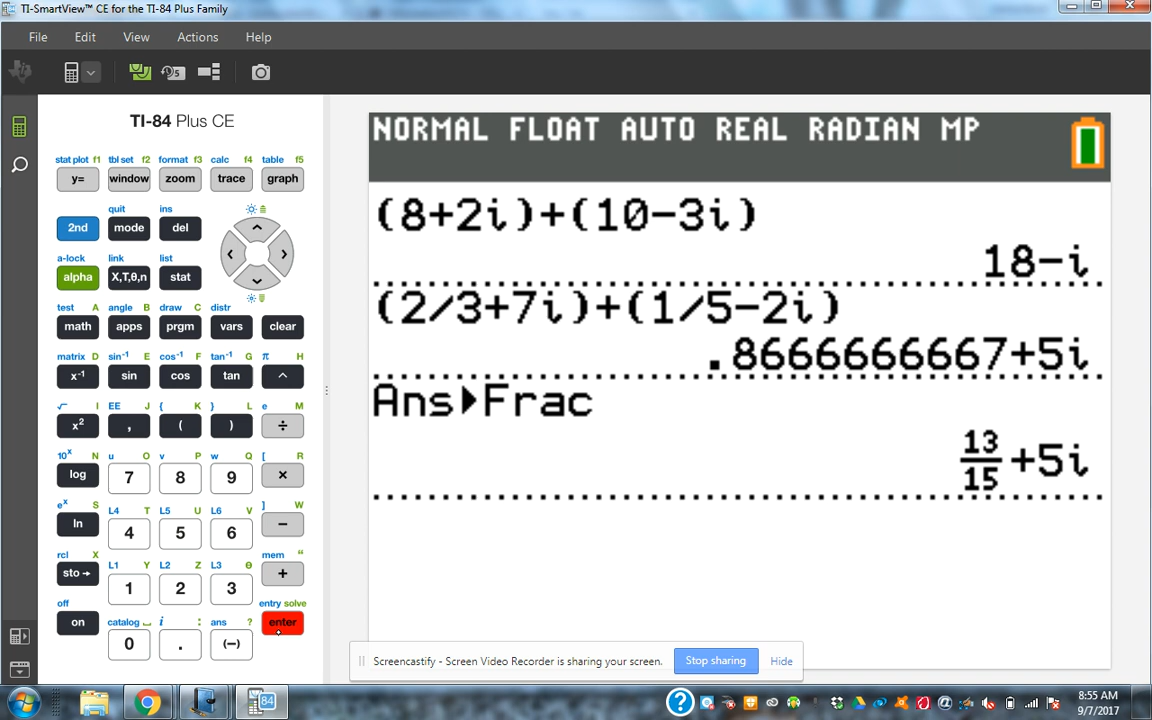 TI-SmartView™ CE for the TI-84 Plus Family
File Edit View Actions Help
TI-84 Plus CE
stat plot f1 tbl set f2 format f3 calc f4 table f5
y= window zoom trace graph
quit ins
2nd mode del
a-lock link list
alpha X,T,θ,n stat
test A angle B draw C distr
math apps prgm vars clear
matrix D sin⁻¹ E cos⁻¹ F tan⁻¹ G π H
x⁻¹ sin cos tan ^
√ I EE J { K } L e M
x² , ( ) ÷
10ˣ N u O v P w Q [ R
log 7 8 9 ×
eˣ S L4 T L5 U L6 V ] W
ln 4 5 6 −
rcl X L1 Y L2 Z L3 θ mem "
sto→ 1 2 3 +
off catalog i : ans ? entry solve
on 0 . (−) enter
NORMAL FLOAT AUTO REAL RADIAN MP
(8+2i)+(10−3i)
18−i
(2/3+7i)+(1/5−2i)
.8666666667+5i
Ans▸Frac
13/15+5i
Screencastify - Screen Video Recorder is sharing your screen. Stop sharing Hide
84
8:55 AM
9/7/2017